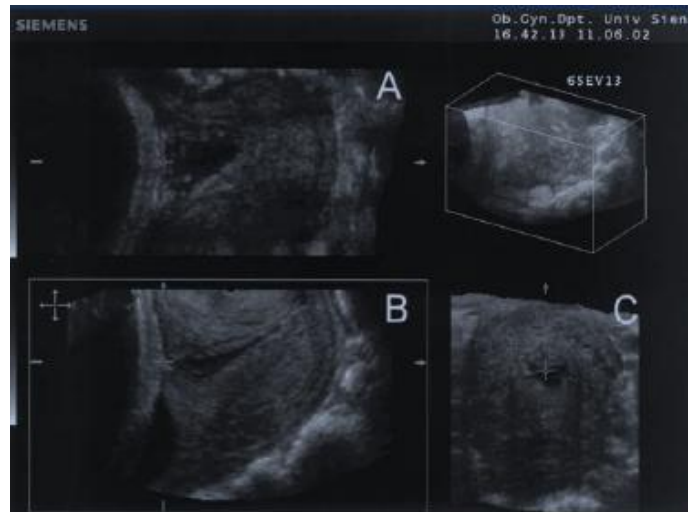 SIEMENS
Ob.Gyn.Dpt. Univ Sien
16.42.13 11.06.02
A
65EV13
B
C